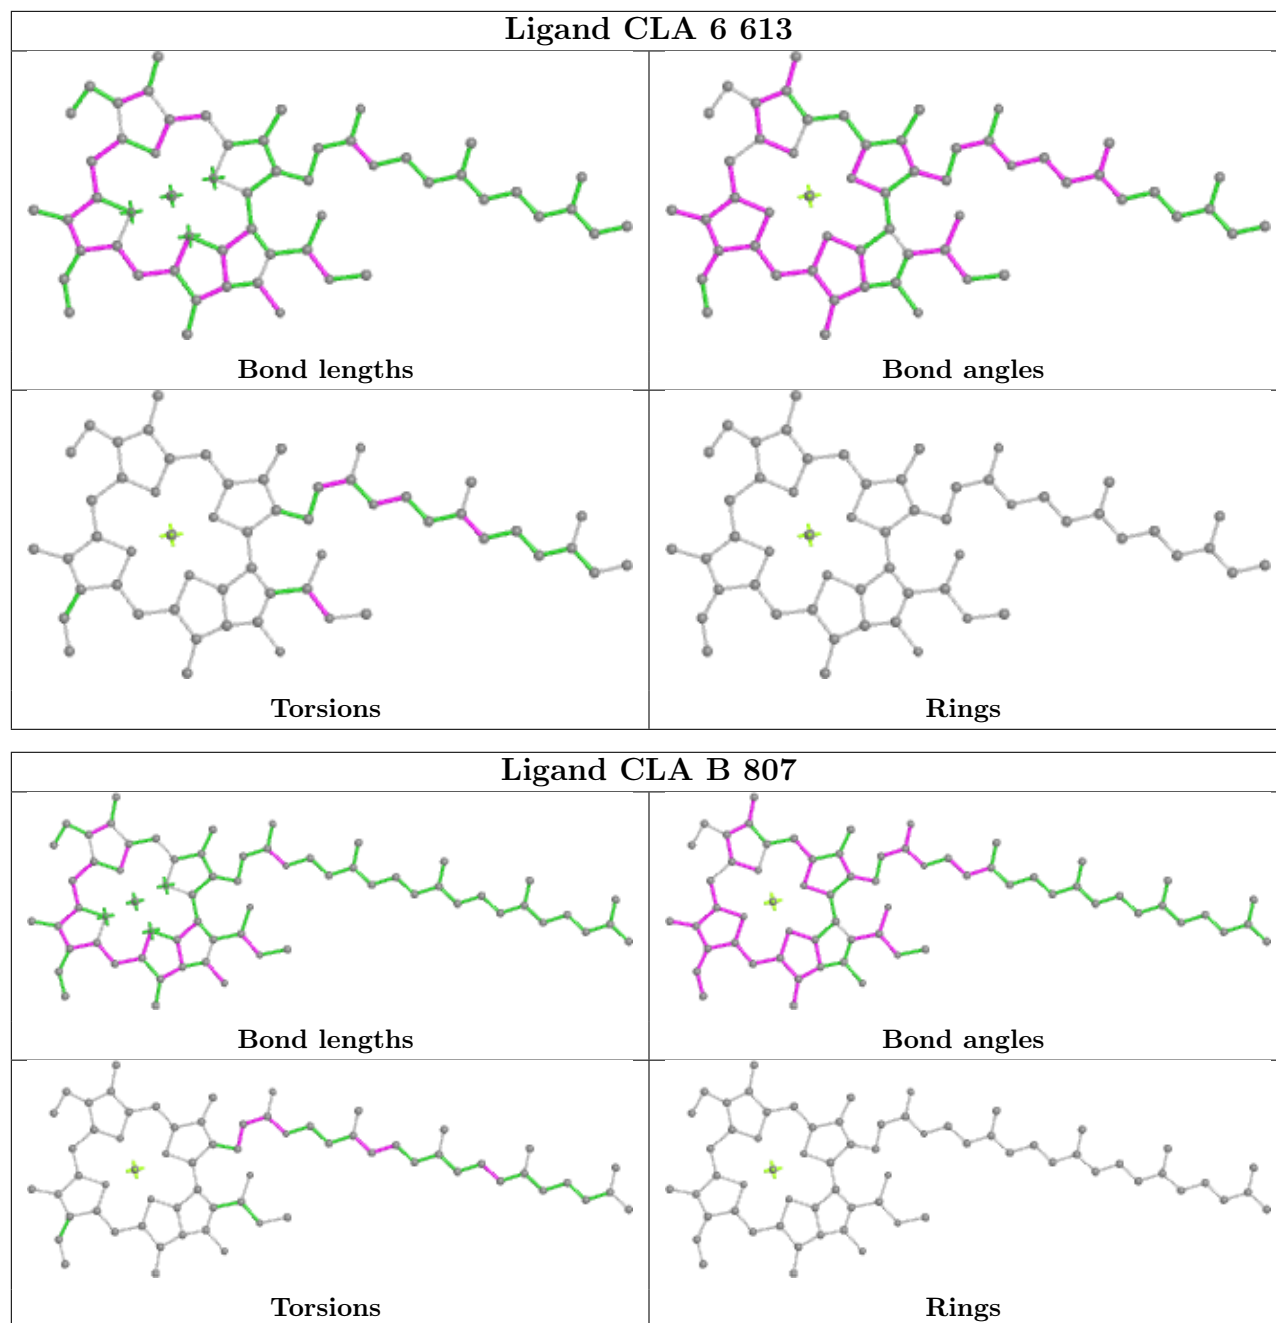 Ligand CLA 6 613
Bond lengths
Bond angles
Torsions
Rings
Ligand CLA B 807
Bond lengths
Bond angles
Torsions
Rings